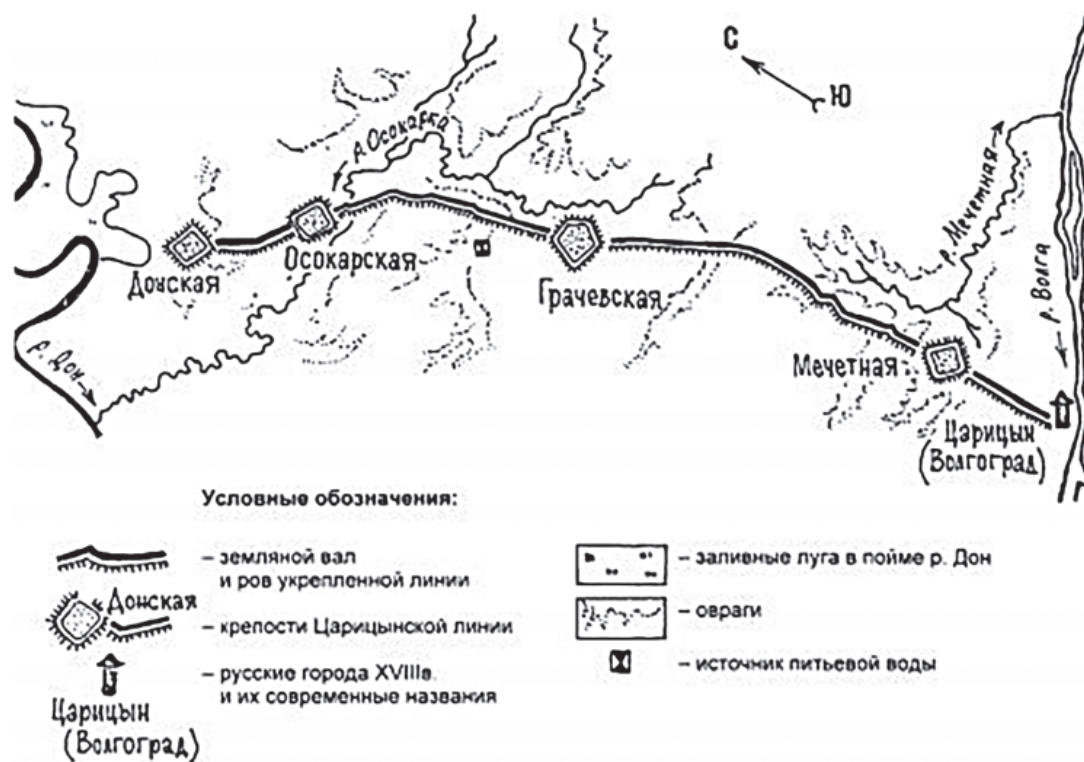 С
Ю
р. Осокарка
р. Мечетная
р. Волга
р. Дон
Донская
Осокарская
Грачевская
Мечетная
Царицын
(Волгоград)
Условные обозначения:
– земляной вал
и ров укрепленной линии
Донская
– крепости Царицынской линии
– русские города XVIIIв.
и их современные названия
Царицын
(Волгоград)
– заливные луга в пойме р. Дон
– овраги
– источник питьевой воды